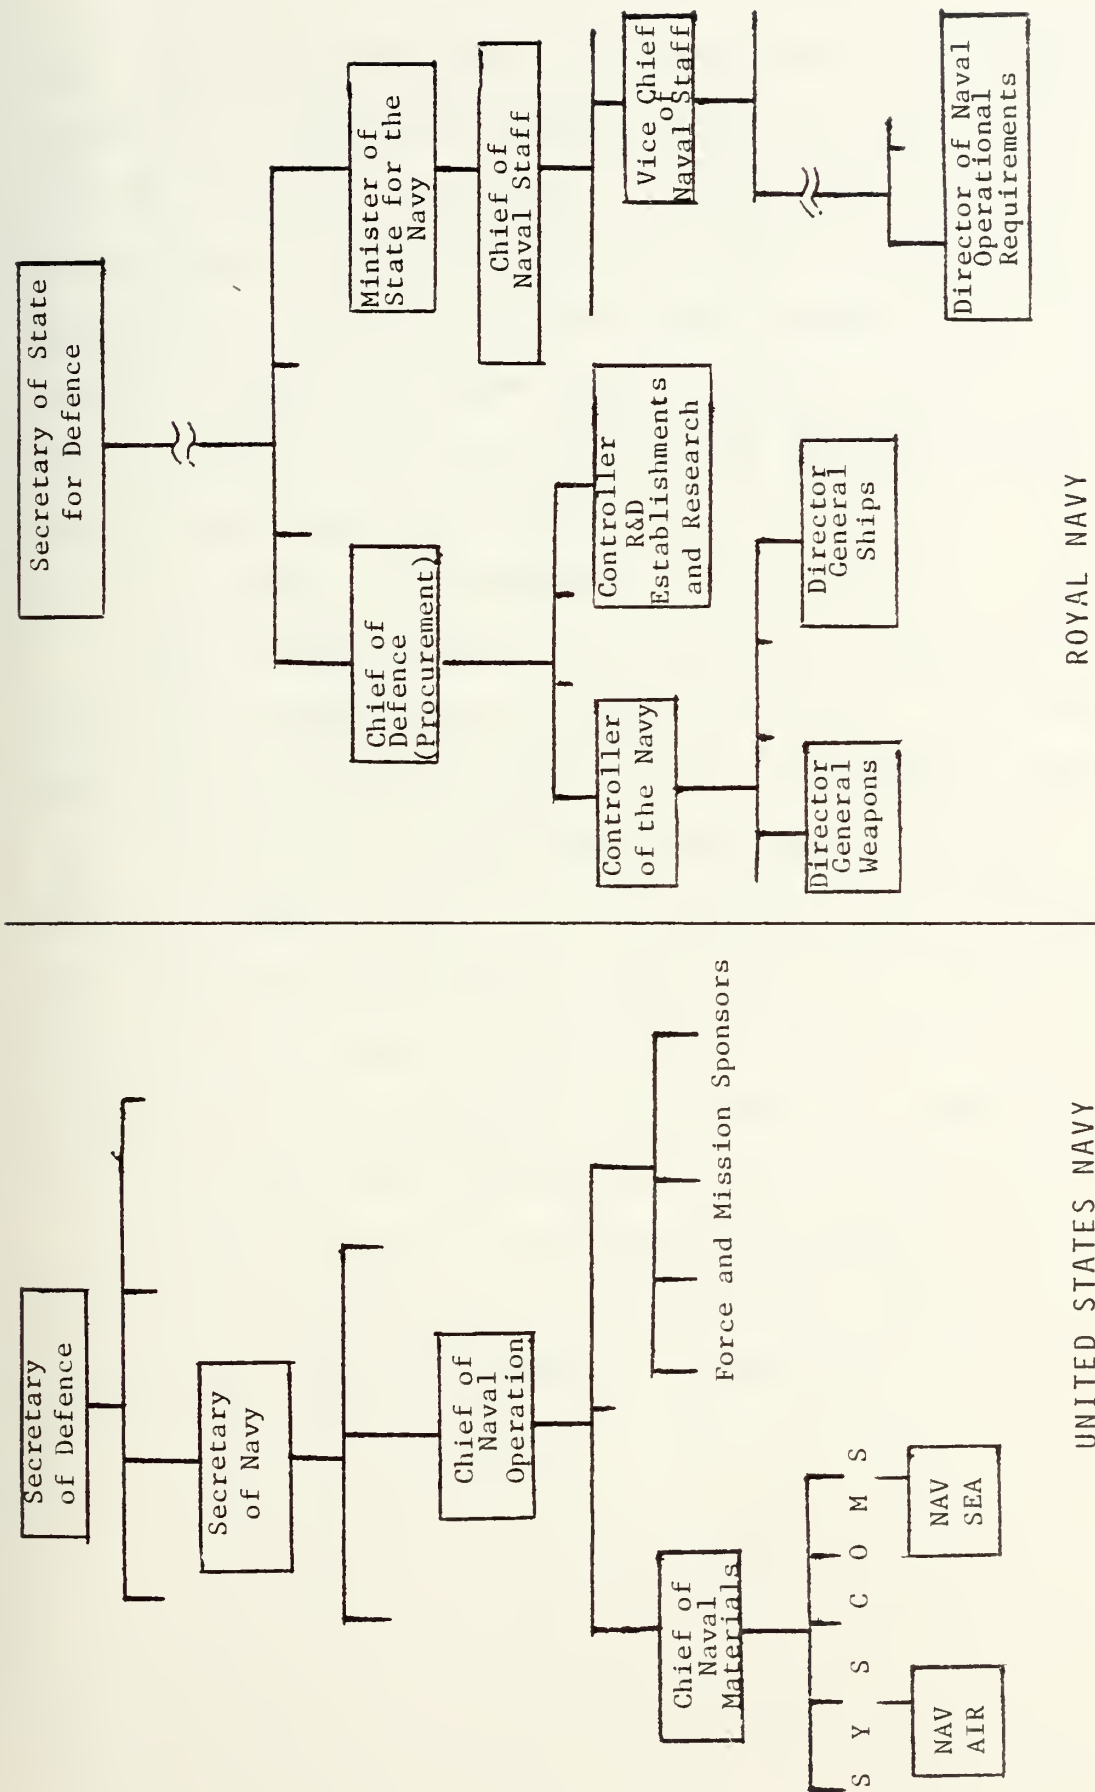 Secretary
of Defence
Secretary
of Navy
Chief of
Naval
Operation
Chief of
Naval
Materials
Force and Mission Sponsors
S Y S C O M S
NAV
AIR
NAV
SEA
UNITED STATES NAVY
Secretary of State
for Defence
Chief of
Defence
(Procurement)
Minister of
State for the
Navy
Chief of
Naval Staff
Controller
of the Navy
Controller
R&D
Establishments
and Research
Vice Chief
of
Naval Staff
Director
General
Weapons
Director
General
Ships
Director of Naval
Operational
Requirements
ROYAL NAVY